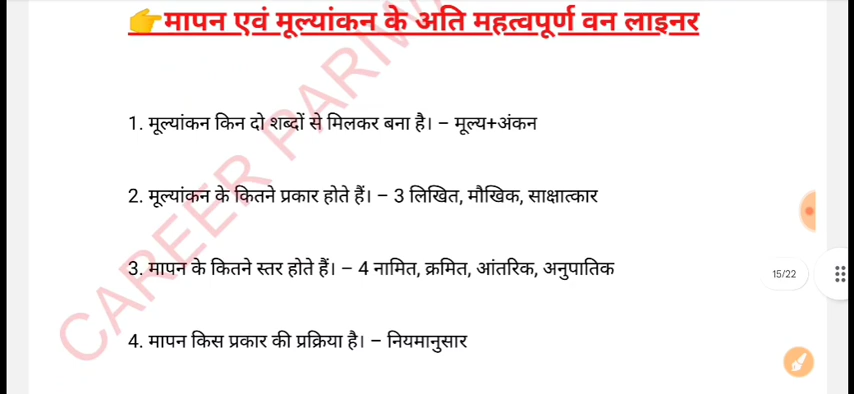 👉मापन एवं मूल्यांकन के अति महत्वपूर्ण वन लाइनर
1. मूल्यांकन किन दो शब्दों से मिलकर बना है। – मूल्य+अंकन
2. मूल्यांकन के कितने प्रकार होते हैं। – 3 लिखित, मौखिक, साक्षात्कार
3. मापन के कितने स्तर होते हैं। – 4 नामित, क्रमित, आंतरिक, अनुपातिक
15/22
4. मापन किस प्रकार की प्रक्रिया है। – नियमानुसार
CAREER PARIWA